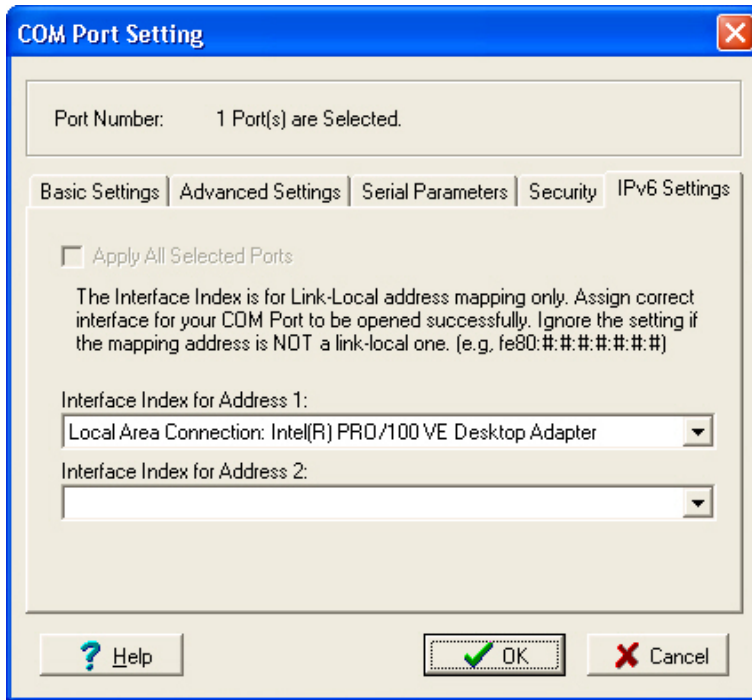 COM Port Setting
Port Number: 1 Port(s) are Selected.
Basic Settings Advanced Settings Serial Parameters Security IPv6 Settings
Apply All Selected Ports
The Interface Index is for Link-Local address mapping only. Assign correct
interface for your COM Port to be opened successfully. Ignore the setting if
the mapping address is NOT a link-local one. (e.g, fe80:#:#:#:#:#:#:#)
Interface Index for Address 1:
Local Area Connection: Intel(R) PRO/100 VE Desktop Adapter
Interface Index for Address 2:
Help OK Cancel